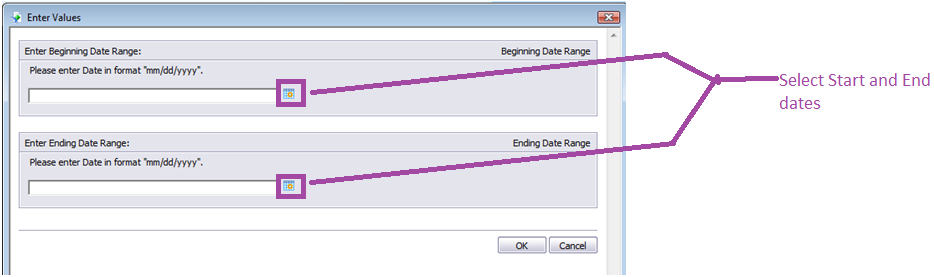 Enter Values
Enter Beginning Date Range: Beginning Date Range
Please enter Date in format "mm/dd/yyyy".
Select Start and End
dates
Enter Ending Date Range: Ending Date Range
Please enter Date in format "mm/dd/yyyy".
OK Cancel